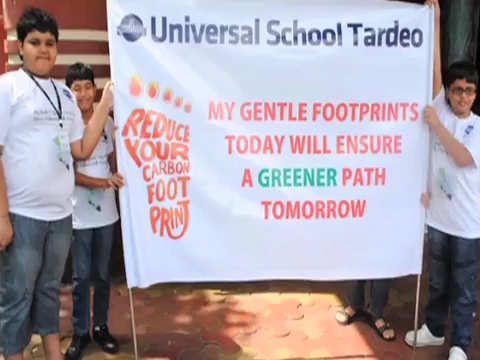 Universal School Tardeo
REDUCE
YOUR
CARBON
FOOT
PRINT
MY GENTLE FOOTPRINTS
TODAY WILL ENSURE
A GREENER PATH
TOMORROW